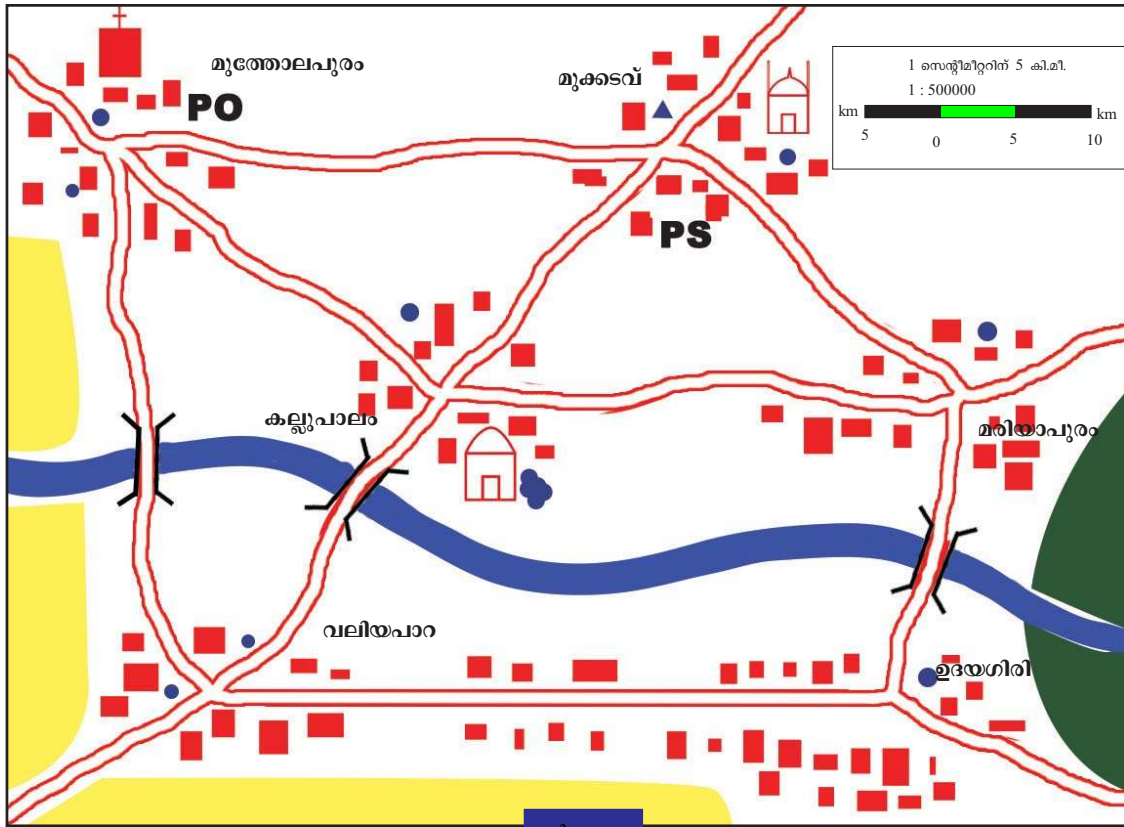 മുത്തോലപുരം
PO
മുക്കടവ്
PS
1 സെന്റീമീറ്ററിന് 5 കി.മീ.
1 : 500000
km km
5 0 5 10
കല്ലുപാലം
മരിയാപുരം
വലിയപാറ
ഉദയഗിരി